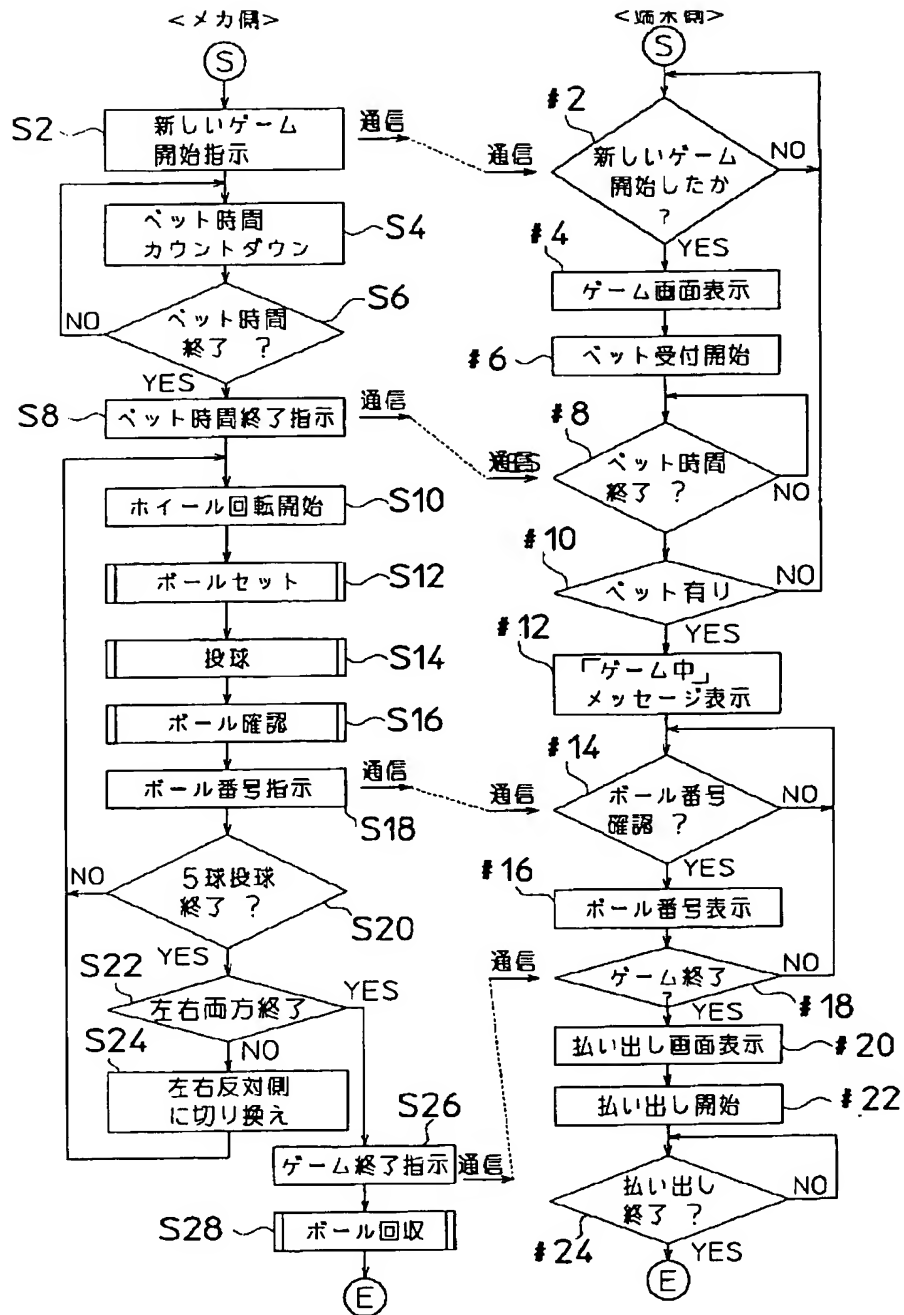 <メカ側>
S
S2
新しいゲーム
開始指示
通信
ベット時間
カウントダウン
S4
NO
ベット時間
終了 ?
S6
YES
S8
ベット時間終了指示
通信
ホイール回転開始
S10
ボールセット
S12
投球
S14
ボール確認
S16
ボール番号指示
通信
S18
NO
5球投球
終了 ?
S20
YES
S22
左右両方終了
YES
NO
S24
左右反対側
に切り換え
S26
ゲーム終了指示
通信
S28
ボール回収
E
<端末側>
S
#2
通信
新しいゲーム
開始したか
?
NO
YES
#4
ゲーム画面表示
#6
ベット受付開始
#8
通信
ベット時間
終了 ?
NO
#10
ベット有り
NO
YES
#12
「ゲーム中」
メッセージ表示
#14
通信
ボール番号
確認 ?
NO
YES
#16
ボール番号表示
通信
ゲーム終了
?
NO
#18
YES
払い出し画面表示
#20
払い出し開始
#22
払い出し
終了 ?
NO
#24
YES
E